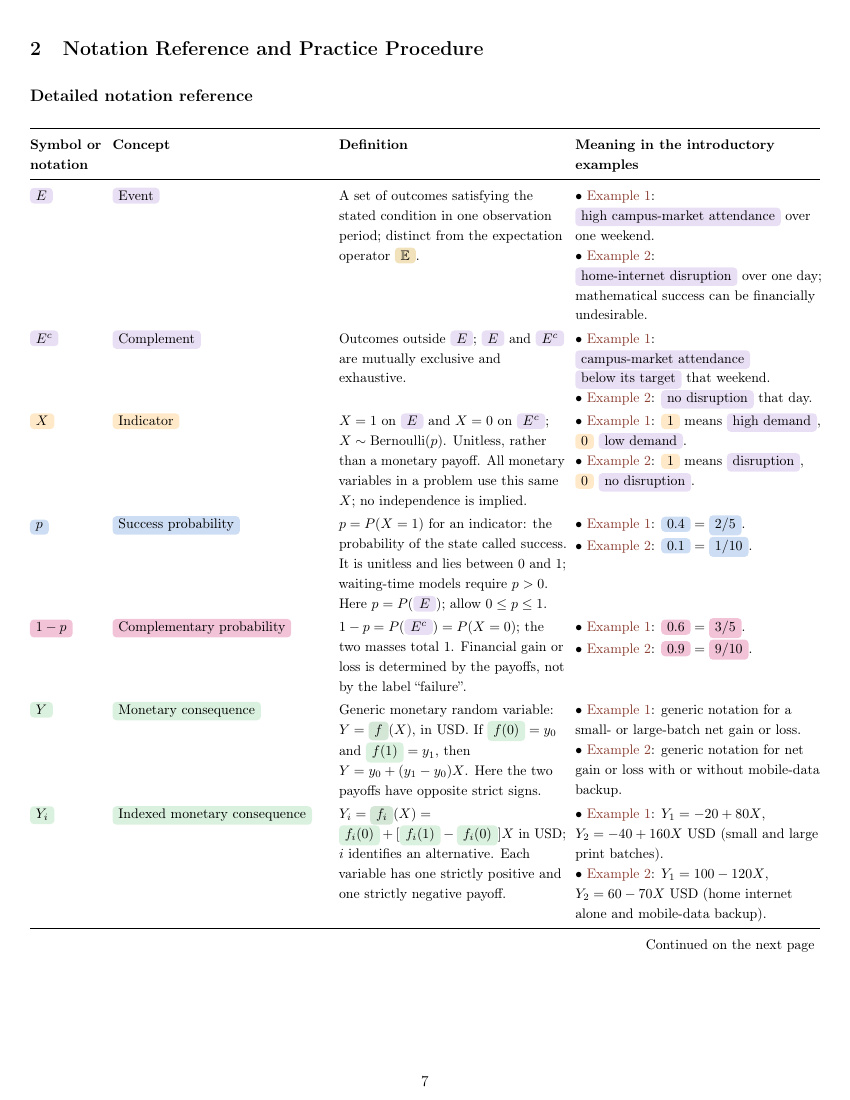 2 Notation Reference and Practice Procedure
Detailed notation reference
Symbol or notation
Concept
Definition
Meaning in the introductory examples
E
Event
A set of outcomes satisfying the
stated condition in one observation
period; distinct from the expectation
operator 𝔼.
• Example 1:
high campus-market attendance over
one weekend.
• Example 2:
home-internet disruption over one day;
mathematical success can be financially
undesirable.
Eᶜ
Complement
Outcomes outside E; E and Eᶜ
are mutually exclusive and
exhaustive.
• Example 1:
campus-market attendance
below its target that weekend.
• Example 2: no disruption that day.
X
Indicator
X = 1 on E and X = 0 on Eᶜ;
X ∼ Bernoulli(p). Unitless, rather
than a monetary payoff. All monetary
variables in a problem use this same
X; no independence is implied.
• Example 1: 1 means high demand,
0 low demand.
• Example 2: 1 means disruption,
0 no disruption.
p
Success probability
p = P(X = 1) for an indicator: the
probability of the state called success.
It is unitless and lies between 0 and 1;
waiting-time models require p > 0.
Here p = P(E); allow 0 ≤ p ≤ 1.
• Example 1: 0.4 = 2/5.
• Example 2: 0.1 = 1/10.
1 − p
Complementary probability
1 − p = P(Eᶜ) = P(X = 0); the
two masses total 1. Financial gain or
loss is determined by the payoffs, not
by the label “failure”.
• Example 1: 0.6 = 3/5.
• Example 2: 0.9 = 9/10.
Y
Monetary consequence
Generic monetary random variable:
Y = f(X), in USD. If f(0) = y₀
and f(1) = y₁, then
Y = y₀ + (y₁ − y₀)X. Here the two
payoffs have opposite strict signs.
• Example 1: generic notation for a
small- or large-batch net gain or loss.
• Example 2: generic notation for net
gain or loss with or without mobile-data
backup.
Yᵢ
Indexed monetary consequence
Yᵢ = fᵢ(X) =
fᵢ(0) + [fᵢ(1) − fᵢ(0)]X in USD;
i identifies an alternative. Each
variable has one strictly positive and
one strictly negative payoff.
• Example 1: Y₁ = −20 + 80X,
Y₂ = −40 + 160X USD (small and large
print batches).
• Example 2: Y₁ = 100 − 120X,
Y₂ = 60 − 70X USD (home internet
alone and mobile-data backup).
Continued on the next page
7